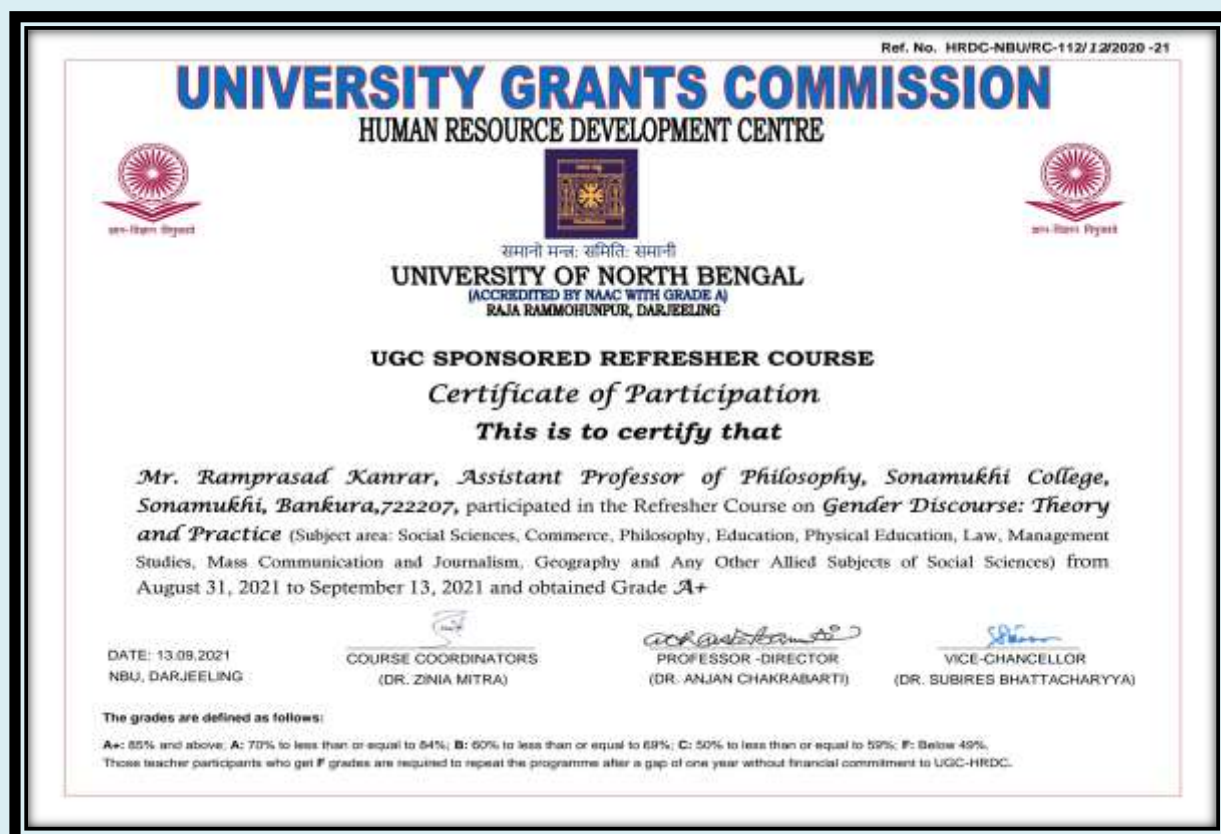 Ref. No. HRDC-NBU/RC-112/12/2020 -21
UNIVERSITY GRANTS COMMISSION
HUMAN RESOURCE DEVELOPMENT CENTRE
समानो मन्त्र: समिति: समानी
UNIVERSITY OF NORTH BENGAL
(ACCREDITED BY NAAC WITH GRADE A)
RAJA RAMMOHUNPUR, DARJEELING
UGC SPONSORED REFRESHER COURSE
Certificate of Participation
This is to certify that
Mr. Ramprasad Kanrar, Assistant Professor of Philosophy, Sonamukhi College,
Sonamukhi, Bankura,722207, participated in the Refresher Course on Gender Discourse: Theory
and Practice (Subject area: Social Sciences, Commerce, Philosophy, Education, Physical Education, Law, Management
Studies, Mass Communication and Journalism, Geography and Any Other Allied Subjects of Social Sciences) from
August 31, 2021 to September 13, 2021 and obtained Grade A+
DATE: 13.09.2021
NBU, DARJEELING
COURSE COORDINATORS
(DR. ZINIA MITRA)
PROFESSOR -DIRECTOR
(DR. ANJAN CHAKRABARTI)
VICE-CHANCELLOR
(DR. SUBIRES BHATTACHARYYA)
The grades are defined as follows:
A+: 85% and above; A: 70% to less than or equal to 84%; B: 60% to less than or equal to 69%; C: 50% to less than or equal to 59%; F: Below 49%.
Those teacher participants who get F grades are required to repeat the programme after a gap of one year without financial commitment to UGC-HRDC.